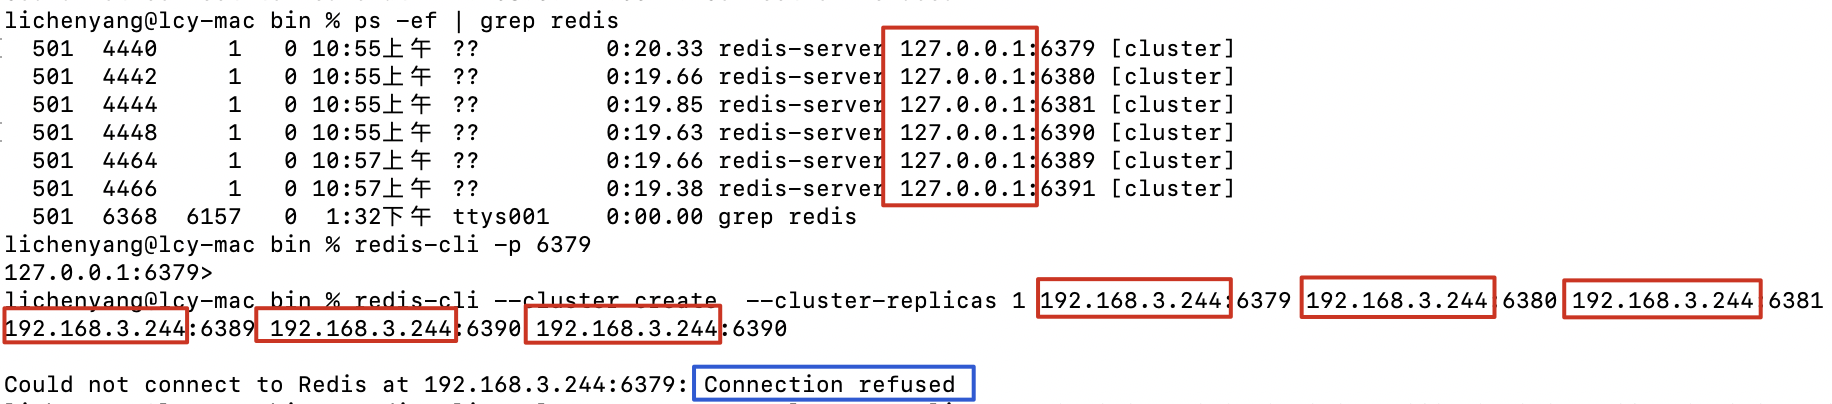 lichenyang@lcy-mac bin % ps -ef | grep redis
501 4440 1 0 10:55上午 ?? 0:20.33 redis-server 127.0.0.1:6379 [cluster]
501 4442 1 0 10:55上午 ?? 0:19.66 redis-server 127.0.0.1:6380 [cluster]
501 4444 1 0 10:55上午 ?? 0:19.85 redis-server 127.0.0.1:6381 [cluster]
501 4448 1 0 10:55上午 ?? 0:19.63 redis-server 127.0.0.1:6390 [cluster]
501 4464 1 0 10:57上午 ?? 0:19.66 redis-server 127.0.0.1:6389 [cluster]
501 4466 1 0 10:57上午 ?? 0:19.38 redis-server 127.0.0.1:6391 [cluster]
501 6368 6157 0 1:32下午 ttys001 0:00.00 grep redis
lichenyang@lcy-mac bin % redis-cli -p 6379
127.0.0.1:6379>
lichenyang@lcy-mac bin % redis-cli --cluster create --cluster-replicas 1 192.168.3.244:6379 192.168.3.244:6380 192.168.3.244:6381
192.168.3.244:6389 192.168.3.244:6390 192.168.3.244:6390
Could not connect to Redis at 192.168.3.244:6379: Connection refused